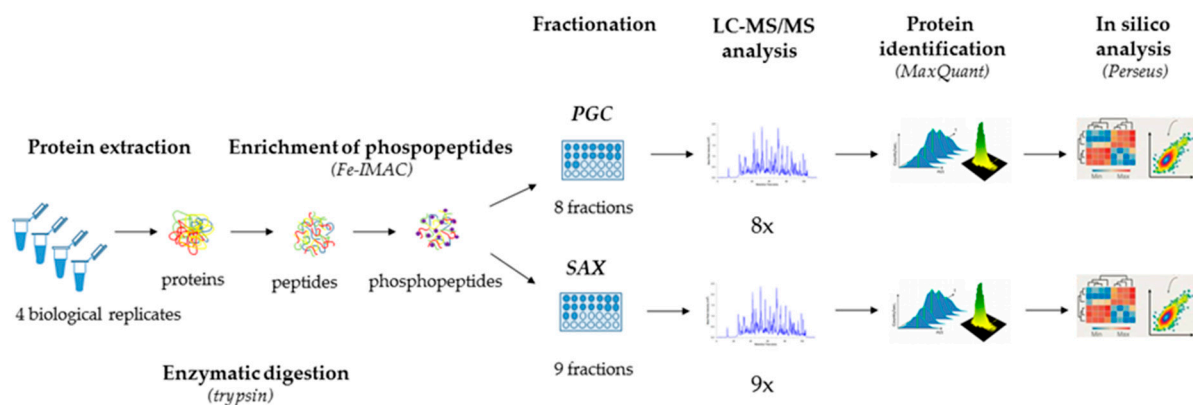 Fractionation
LC-MS/MS
analysis
Protein
identification
(MaxQuant)
In silico
analysis
(Perseus)
Protein extraction
Enrichment of phospopeptides
(Fe-IMAC)
PGC
8 fractions
8x
Min Max
proteins
peptides
phosphopeptides
4 biological replicates
SAX
9 fractions
9x
Min Max
Enzymatic digestion
(trypsin)